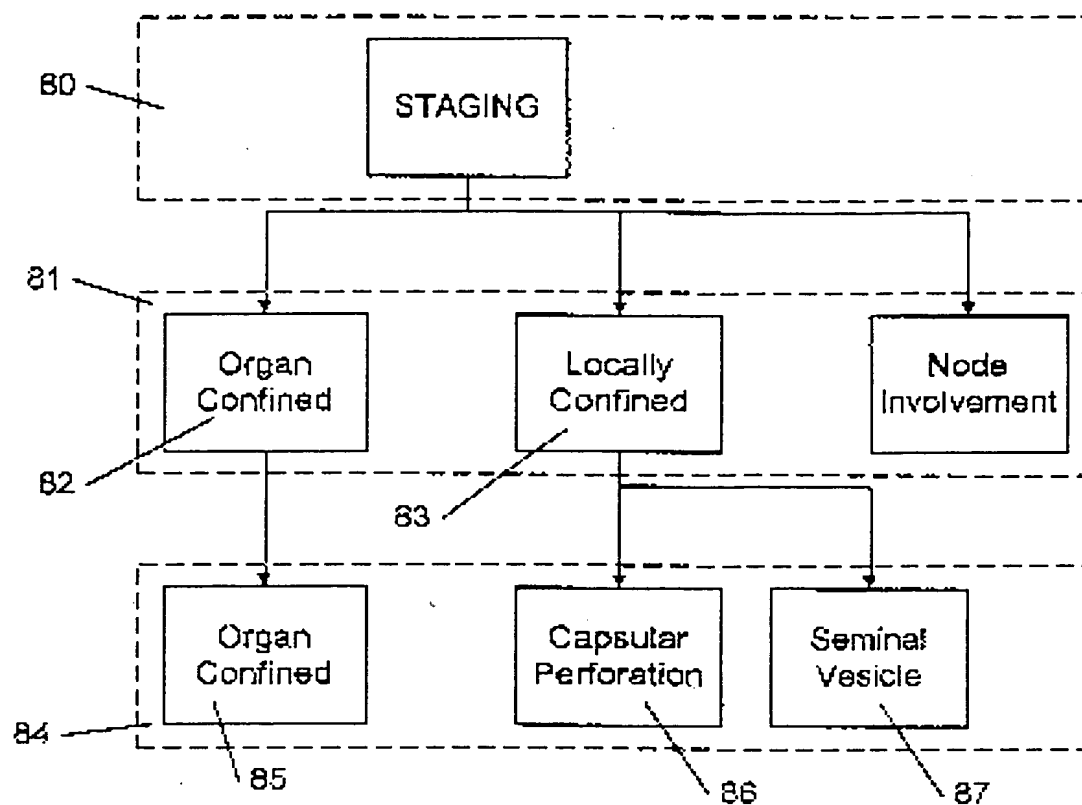 80
STAGING
81
Organ
Confined
Locally
Confined
Node
Involvement
82
83
Organ
Confined
Capsular
Perforation
Seminal
Vesicle
84
85
86
87